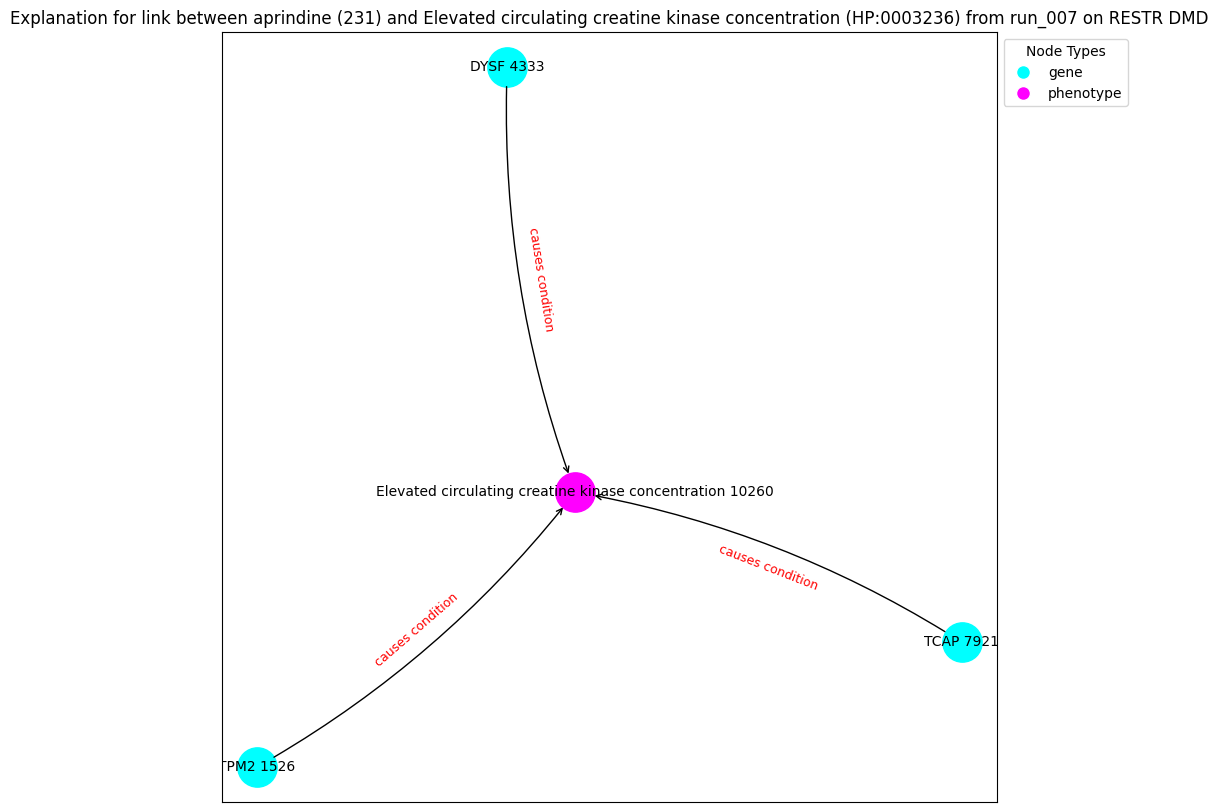 Explanation for link between aprindine (231) and Elevated circulating creatine kinase concentration (HP:0003236) from run_007 on RESTR DMD
Node Types
gene
phenotype
DYSF 4333
causes condition
Elevated circulating creatine kinase concentration 10260
causes condition
causes condition
TCAP 7921
TPM2 1526